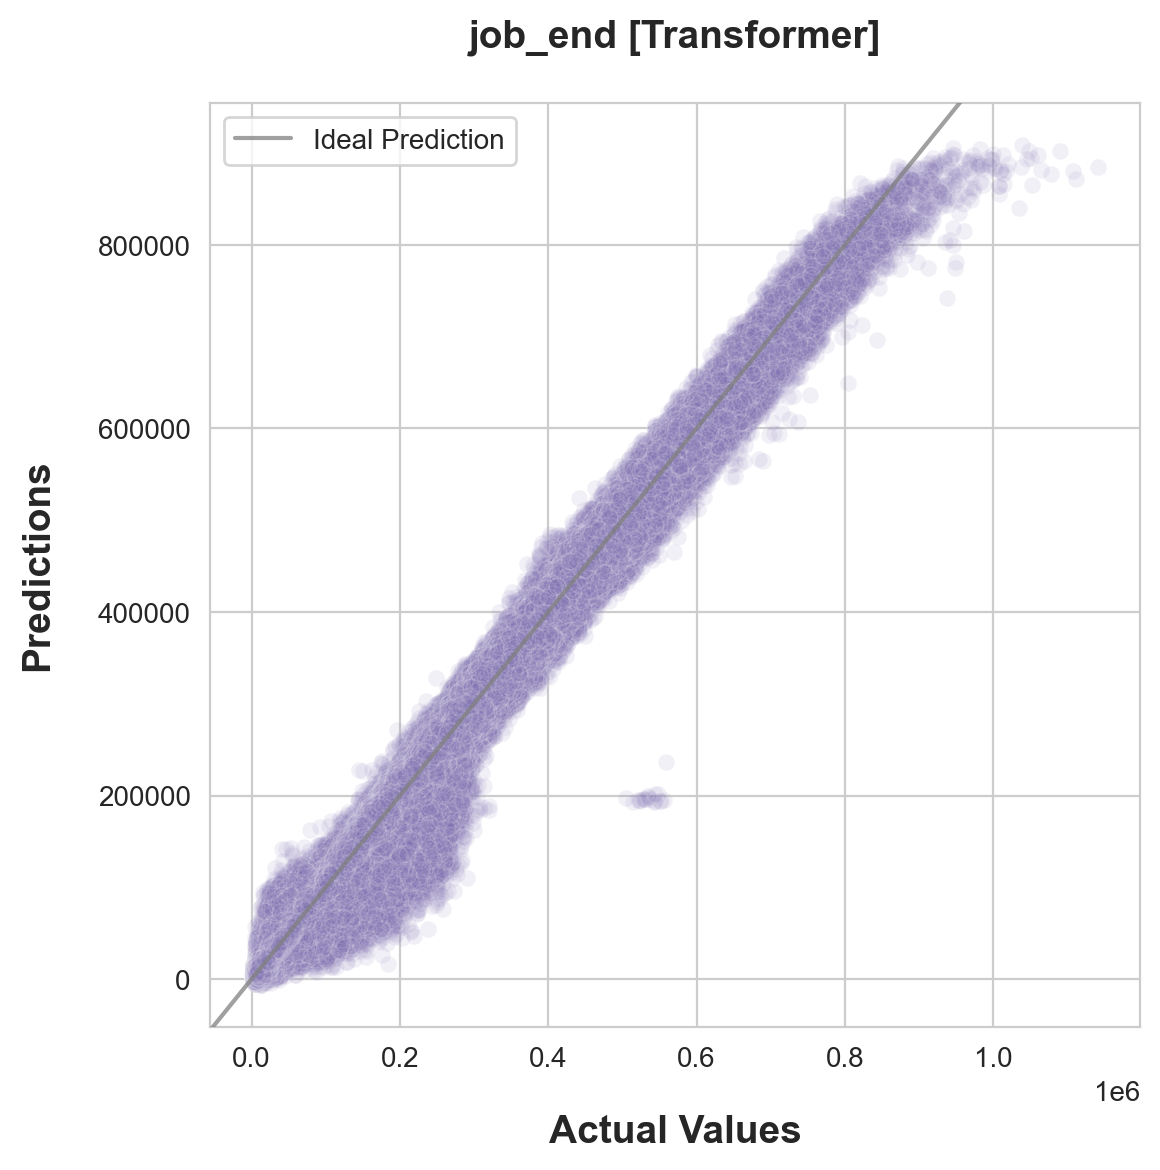 job_end [Transformer]
Ideal Prediction
800000
600000
400000
200000
0
Predictions
0.0 0.2 0.4 0.6 0.8 1.0
1e6
Actual Values